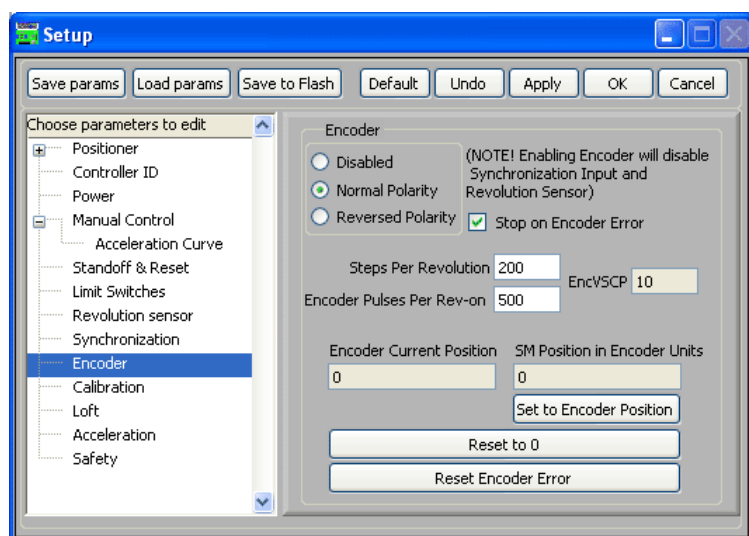 Setup
Save params Load params Save to Flash Default Undo Apply OK Cancel
Choose parameters to edit
Positioner
Controller ID
Power
Manual Control
Acceleration Curve
Standoff & Reset
Limit Switches
Revolution sensor
Synchronization
Encoder
Calibration
Loft
Acceleration
Safety
Encoder
Disabled
Normal Polarity
Reversed Polarity
(NOTE! Enabling Encoder will disable
Synchronization Input and
Revolution Sensor)
Stop on Encoder Error
Steps Per Revolution 200
Encoder Pulses Per Rev-on 500
EncVSCP 10
Encoder Current Position
0
SM Position in Encoder Units
0
Set to Encoder Position
Reset to 0
Reset Encoder Error